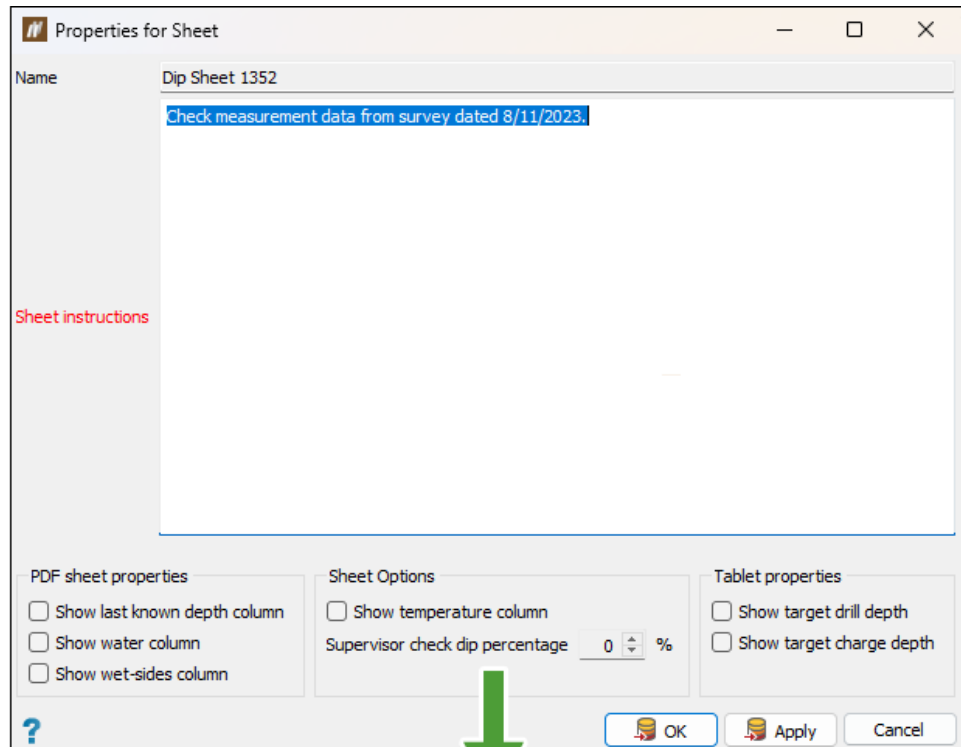 Properties for Sheet
Name
Dip Sheet 1352
Check measurement data from survey dated 8/11/2023.
Sheet instructions
PDF sheet properties
Show last known depth column
Show water column
Show wet-sides column
Sheet Options
Show temperature column
Supervisor check dip percentage 0 %
Tablet properties
Show target drill depth
Show target charge depth
?
OK
Apply
Cancel